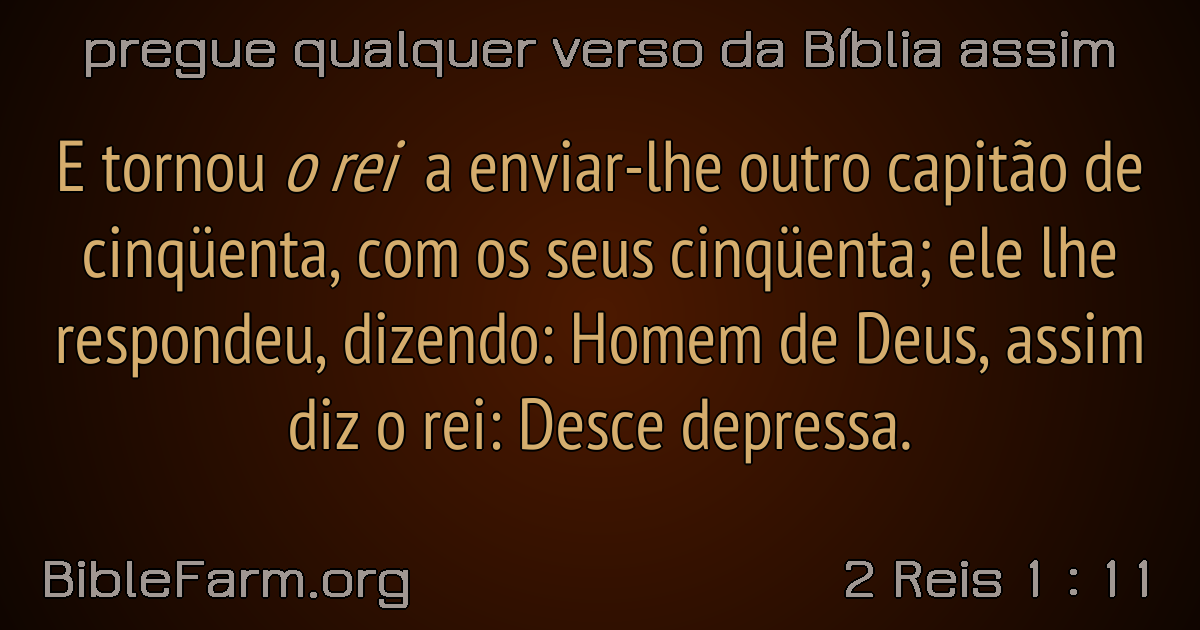 pregue qualquer verso da Bíblia assim
E tornou o rei a enviar-lhe outro capitão de
cinqüenta, com os seus cinqüenta; ele lhe
respondeu, dizendo: Homem de Deus, assim
diz o rei: Desce depressa.
BibleFarm.org
2 Reis 1 : 11